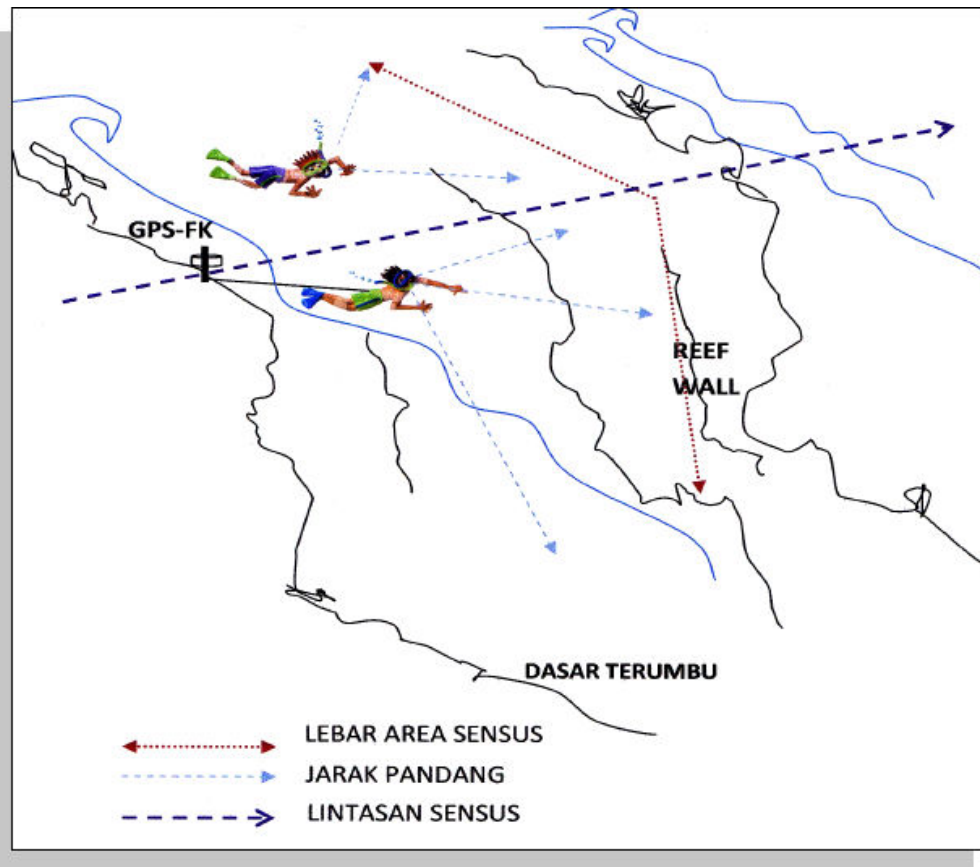 GPS-FK
REEF
WALL
DASAR TERUMBU
LEBAR AREA SENSUS
JARAK PANDANG
LINTASAN SENSUS